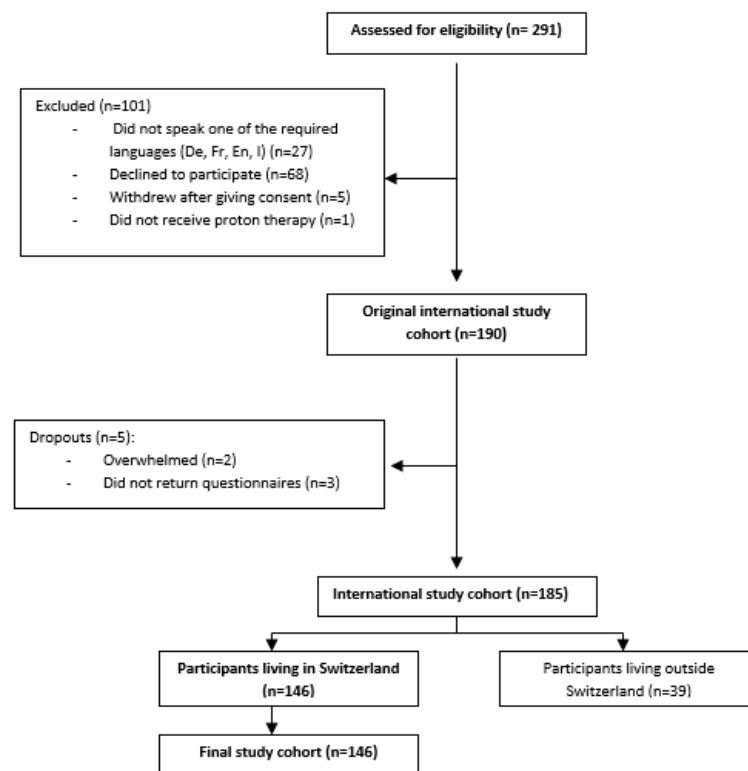 Assessed for eligibility (n= 291)
Excluded (n=101)
- Did not speak one of the required
languages (De, Fr, En, I) (n=27)
- Declined to participate (n=68)
- Withdrew after giving consent (n=5)
- Did not receive proton therapy (n=1)
Original international study
cohort (n=190)
Dropouts (n=5):
- Overwhelmed (n=2)
- Did not return questionnaires (n=3)
International study cohort (n=185)
Participants living in Switzerland
(n=146)
Participants living outside
Switzerland (n=39)
Final study cohort (n=146)